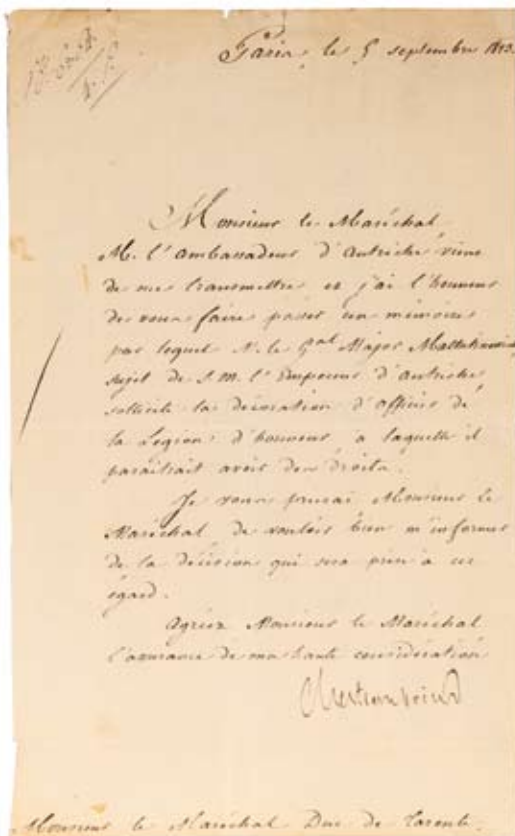 Paris, le 5 septembre 1823.
Monsieur le Maréchal
M. l'ambassadeur d'Autriche vient
de me transmettre et j'ai l'honneur
de vous faire passer un mémoire
par lequel M. le Gal Major
sujet de S. M. l'Empereur d'Autriche,
sollicite la décoration d'officier de
la Légion d'honneur à laquelle il
paraitrait avoir des droits.
Je vous prierai Monsieur le
Maréchal de vouloir bien m'informer
de la décision qui sera prise à cet
égard.
Agréez Monsieur le Maréchal
l'assurance de ma haute considération
Chateaubriand
Monsieur le Maréchal Duc de Tarente.